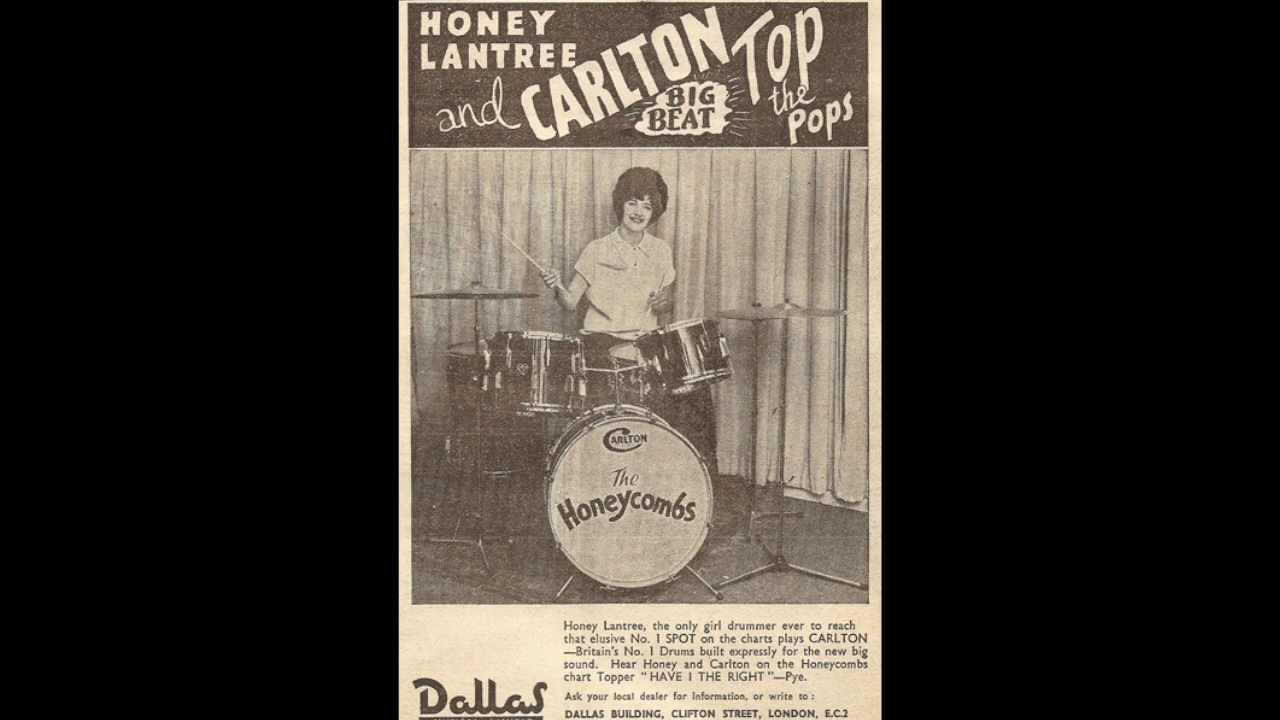 HONEY
LANTREE
and CARLTON
BIG
BEAT
TOP
the
POPS
CARLTON
The
Honeycombs
Honey Lantree, the only girl drummer ever to reach
that elusive No. 1 SPOT on the charts plays CARLTON
—Britain's No. 1 Drums built expressly for the new big
sound. Hear Honey and Carlton on the Honeycombs
chart Topper "HAVE I THE RIGHT"—Pye.
Dallas
Ask your local dealer for information, or write to :
DALLAS BUILDING, CLIFTON STREET, LONDON, E.C.2